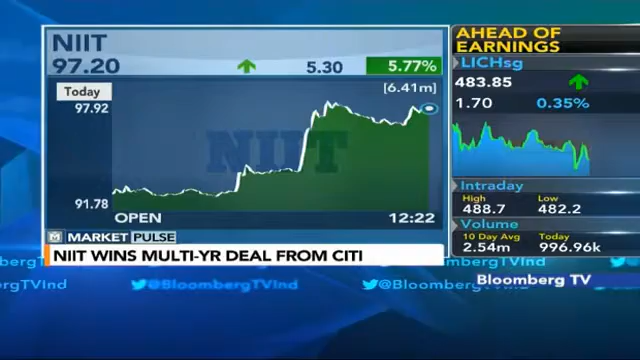 NIIT
97.20 5.30 5.77%
Today
[6.41m]
97.92
NIIT
91.78
OPEN 12:22
MARKET PULSE
NIIT WINS MULTI-YR DEAL FROM CITI
AHEAD OF
EARNINGS
LICHsg
483.85
1.70 0.35%
Intraday
High Low
488.7 482.2
Volume
10 Day Avg Today
2.54m 996.96k
Bloomberg TV
mbergTVInd
@BloombergTVInd
@BloombergTVInd